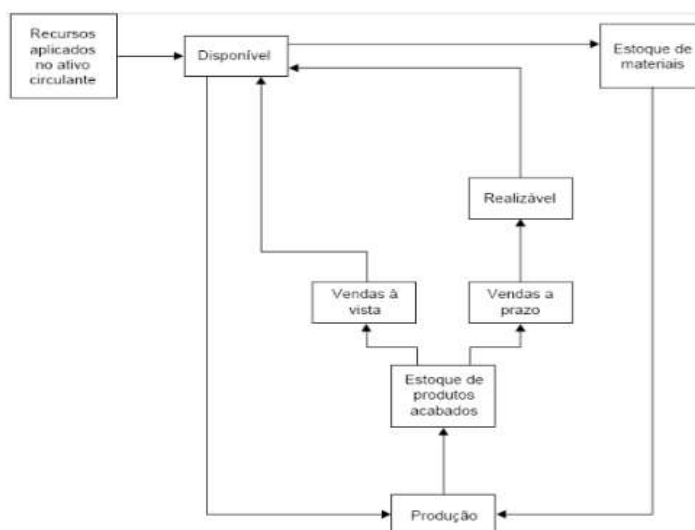 Recursos
aplicados
no ativo
circulante
Disponível
Estoque de
materiais
Realizável
Vendas à
vista
Vendas a
prazo
Estoque de
produtos
acabados
Produção